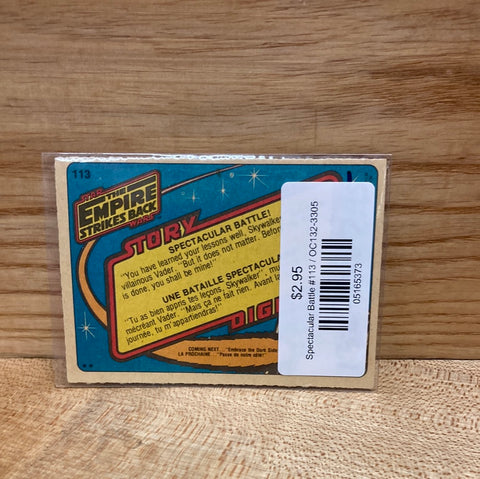 113
STAR
THE
EMPIRE
STRIKES BACK
WARS
STORY
SPECTACULAR BATTLE!
"You have learned your lessons well, Skywalker
villainous Vader. "But it does not matter. Before
is done, you shall be mine!"
UNE BATAILLE SPECTACULA
"Tu as bien appris tes leçons, Skywalker", mu
mécréant Vader. "Mais ça ne fait rien. Avant la
journée, tu m'appartiendras!"
DIG
COMING NEXT ... "Embrace the Dark Side
LA PROCHAINE ... "Passe de notre côté!"
**
$2.95
Spectacular Battle #113 / OC132-3305
05165373